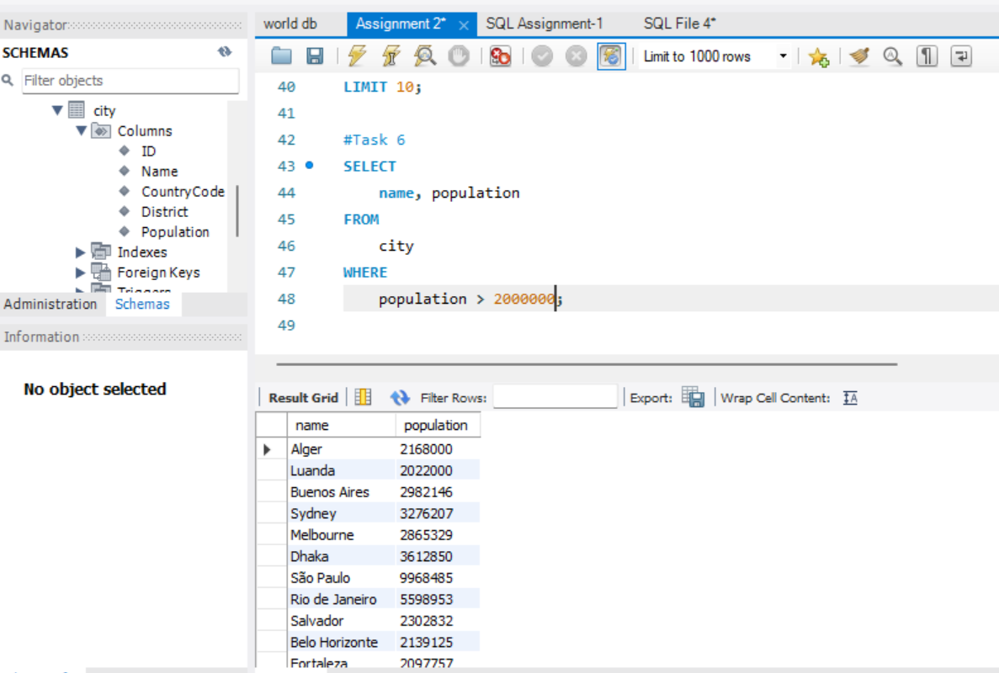 Navigator
SCHEMAS
Filter objects
city
Columns
ID
Name
CountryCode
District
Population
Indexes
Foreign Keys
Triggers
Administration Schemas
Information
No object selected
world db Assignment 2* SQL Assignment-1 SQL File 4*
Limit to 1000 rows
40 LIMIT 10;
41
42 #Task 6
43 SELECT
44 name, population
45 FROM
46 city
47 WHERE
48 population > 2000000;
49
Result Grid Filter Rows: Export: Wrap Cell Content: IA
name population
Alger 2168000
Luanda 2022000
Buenos Aires 2982146
Sydney 3276207
Melbourne 2865329
Dhaka 3612850
São Paulo 9968485
Rio de Janeiro 5598953
Salvador 2302832
Belo Horizonte 2139125
Fortaleza 2097757